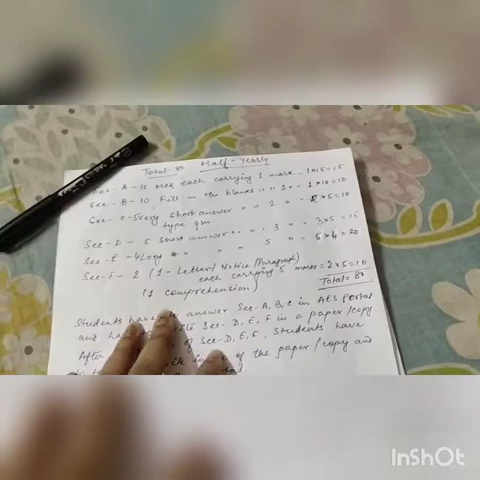 Total: 80 Half-Yearly
Sec- A - 15 MCQs each carrying 1 mark - 1×15=15
Sec- B - 10 Fill in the blanks " " 1 " - 1×10=10
Sec- C - 5 Very short answer " " 2 " - 2×5=10
type qns
Sec- D - 5 Short answer " " 3 " - 3×5=15
Sec- E - 4 Long " " 5 " - 5×4=20
Sec- F - 2 (1 - Letter/Notice/Paragraph)
each carrying 5 marks = 2×5=10
(1 comprehension) Total = 80
Students have to answer Sec-A, B, C in AES Portal
and Sec-D, E, F in a paper/copy
After of Sec-D, E, F, Students have
of the paper/copy and
InShOt